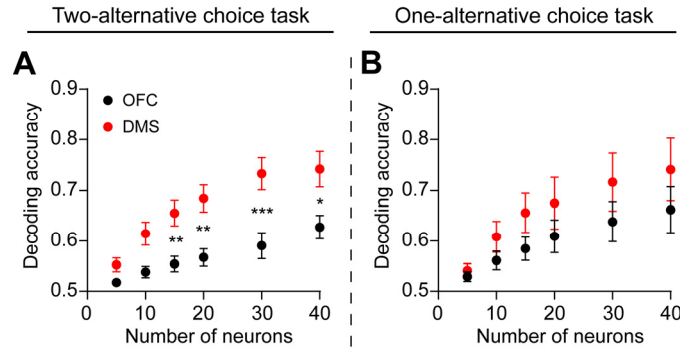 Two-alternative choice task
One-alternative choice task
A
B
0.9
0.8
0.7
0.6
0.5
Decoding accuracy
OFC
DMS
**
**
***
*
0
10
20
30
40
Number of neurons
0.9
0.8
0.7
0.6
0.5
Decoding accuracy
0
10
20
30
40
Number of neurons